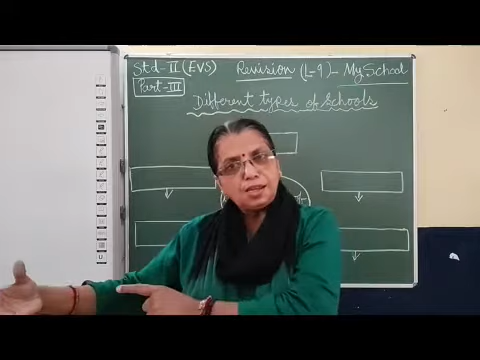 Std-II (EVS) Revision (L-9)- My School
Part-III
Different types of Schools